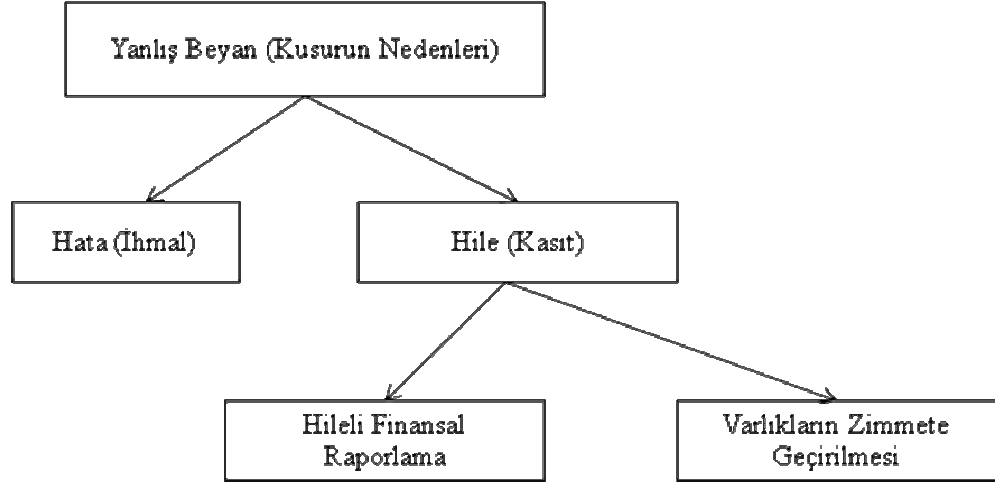 Yanlış Beyan (Kusurun Nedenleri)
Hata (İhmal)
Hile (Kasıt)
Hileli Finansal
Raporlama
Varlıkların Zimmete
Geçirilmesi